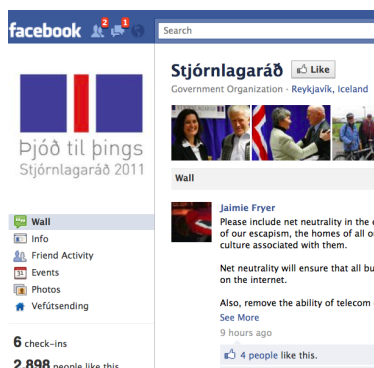 facebook
2
1
Search
Stjórnlagaráð
Like
Government Organization · Reykjavík, Iceland
Þjóð til þings
Stjórnlagaráð 2011
Wall
Wall
Info
Friend Activity
31 Events
Photos
Vefútsending
6 check-ins
2,898 people like this
Jaimie Fryer
Please include net neutrality in the
of our escapism, the homes of all
culture associated with them.
Net neutrality will ensure that all
on the internet.
Also, remove the ability of telecom
See More
9 hours ago
4 people like this.